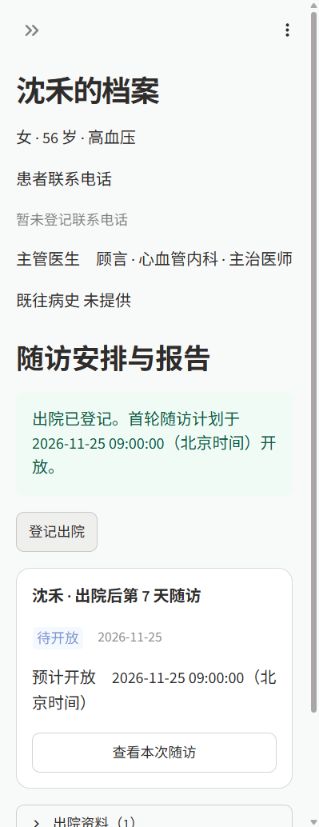 沈禾的档案
女 · 56 岁 · 高血压
患者联系电话
暂未登记联系电话
主管医生 顾言 · 心血管内科 · 主治医师
既往病史 未提供
随访安排与报告
出院已登记。首轮随访计划于
2026-11-25 09:00:00（北京时间）开
放。
登记出院
沈禾 · 出院后第 7 天随访
待开放 2026-11-25
预计开放 2026-11-25 09:00:00（北
京时间）
查看本次随访
出院资料（1）